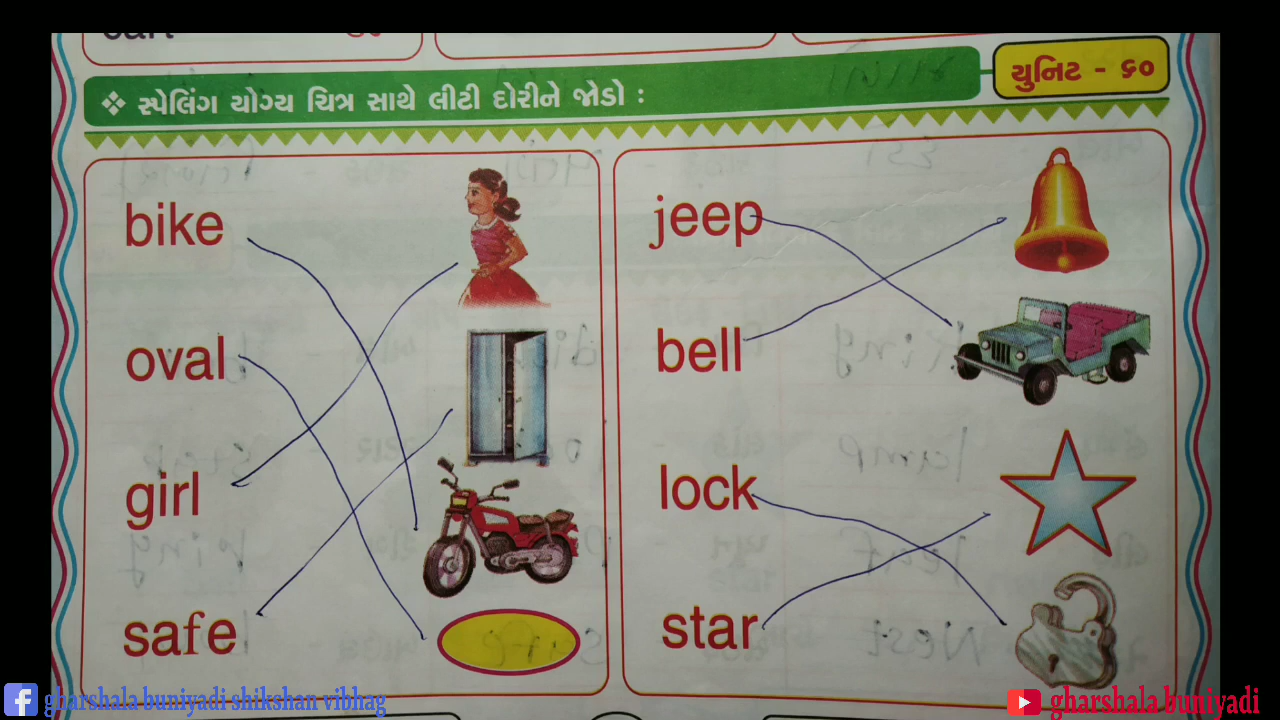 ❖ સ્પેલિંગ યોગ્ય ચિત્ર સાથે લીટી દોરીને જોડો :
યુનિટ - ૬૦
bike
oval
girl
safe
jeep
bell
lock
star
gharshala buniyadi shikshan vibhag
gharshala buniyadi